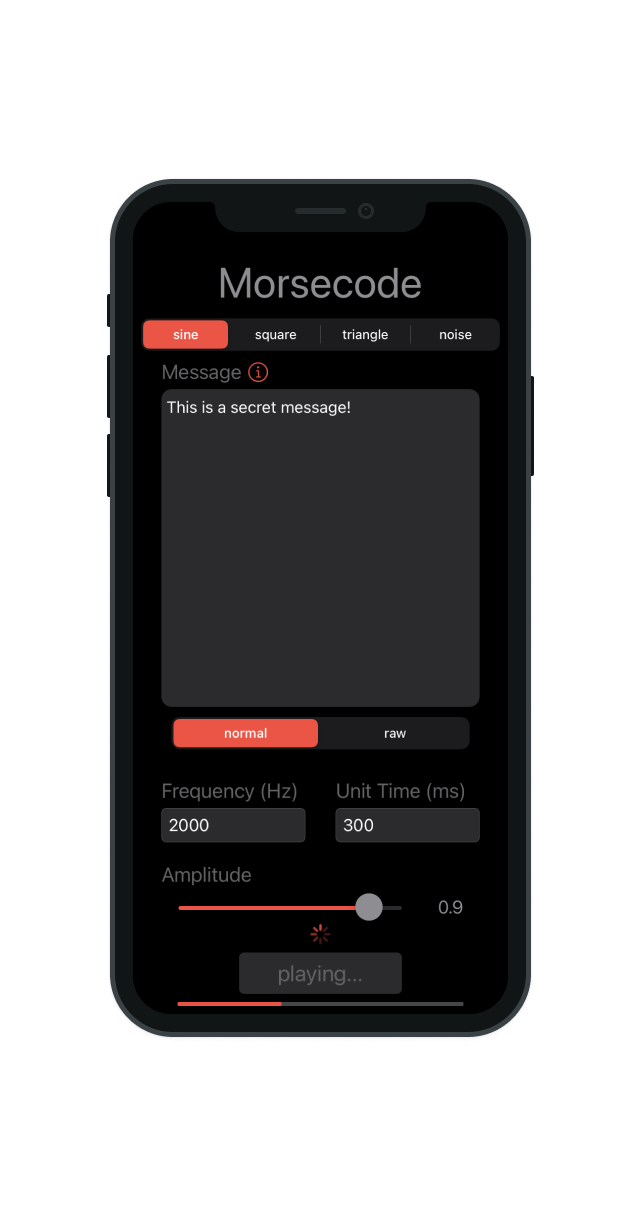 Morsecode
sine square triangle noise
Message
This is a secret message!
normal raw
Frequency (Hz) Unit Time (ms)
2000 300
Amplitude
0.9
playing...